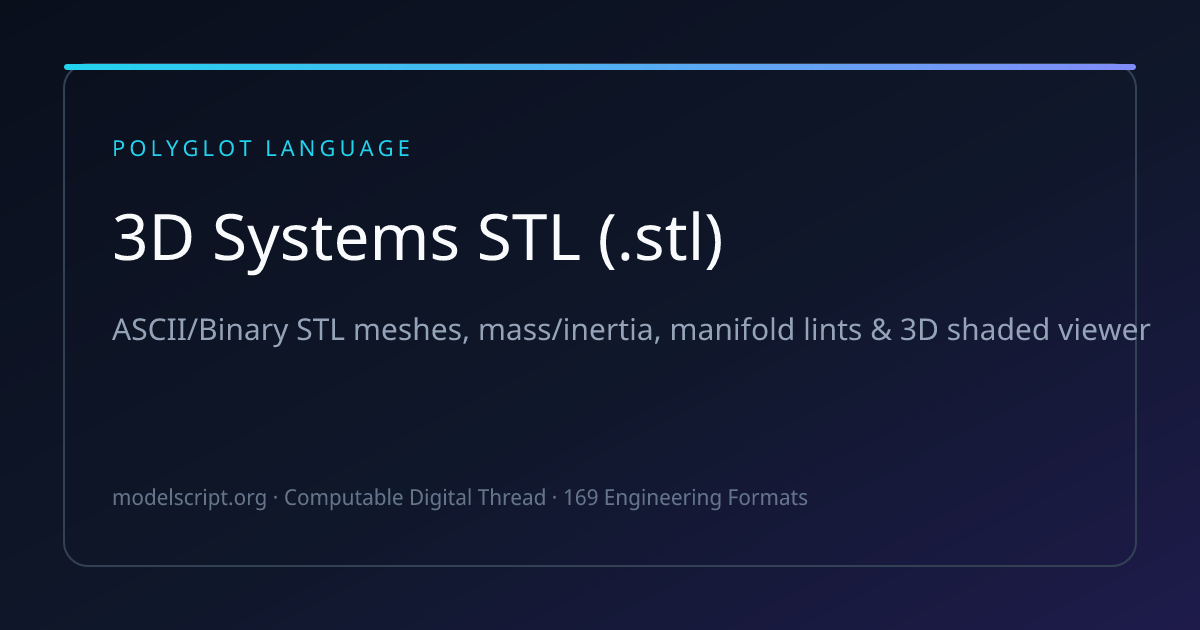 POLYGLOT LANGUAGE
3D Systems STL (.stl)
ASCII/Binary STL meshes, mass/inertia, manifold lints & 3D shaded viewer
modelscript.org · Computable Digital Thread · 169 Engineering Formats